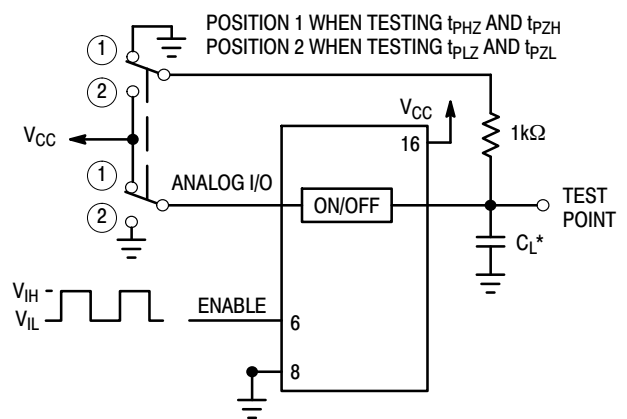 POSITION 1 WHEN TESTING tPHZ AND tPZH
POSITION 2 WHEN TESTING tPLZ AND tPZL
1
2
VCC
VCC
16
1kΩ
1
2
ANALOG I/O
ON/OFF
TEST
POINT
CL*
VIH
VIL
ENABLE
6
8